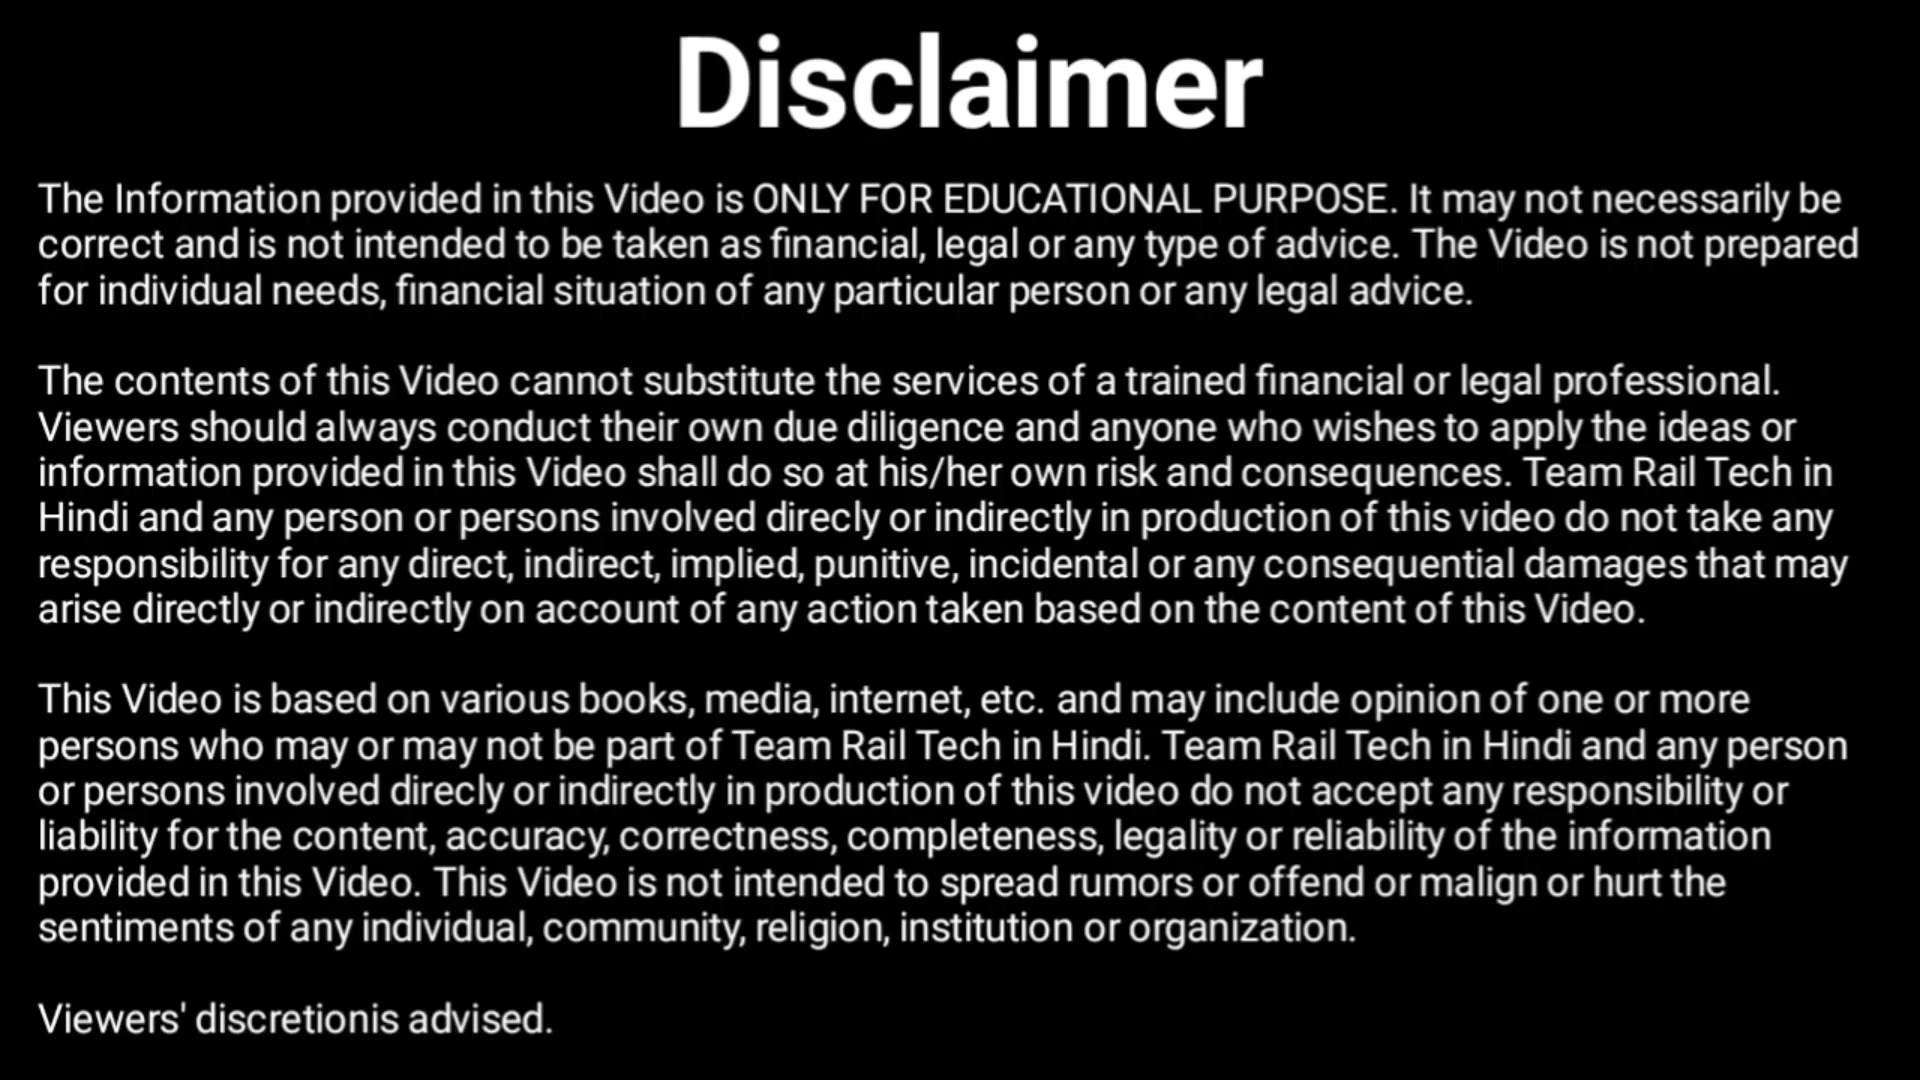 Disclaimer
The Information provided in this Video is ONLY FOR EDUCATIONAL PURPOSE. It may not necessarily be
correct and is not intended to be taken as financial, legal or any type of advice. The Video is not prepared
for individual needs, financial situation of any particular person or any legal advice.
The contents of this Video cannot substitute the services of a trained financial or legal professional.
Viewers should always conduct their own due diligence and anyone who wishes to apply the ideas or
information provided in this Video shall do so at his/her own risk and consequences. Team Rail Tech in
Hindi and any person or persons involved direcly or indirectly in production of this video do not take any
responsibility for any direct, indirect, implied, punitive, incidental or any consequential damages that may
arise directly or indirectly on account of any action taken based on the content of this Video.
This Video is based on various books, media, internet, etc. and may include opinion of one or more
persons who may or may not be part of Team Rail Tech in Hindi. Team Rail Tech in Hindi and any person
or persons involved direcly or indirectly in production of this video do not accept any responsibility or
liability for the content, accuracy, correctness, completeness, legality or reliability of the information
provided in this Video. This Video is not intended to spread rumors or offend or malign or hurt the
sentiments of any individual, community, religion, institution or organization.
Viewers' discretionis advised.